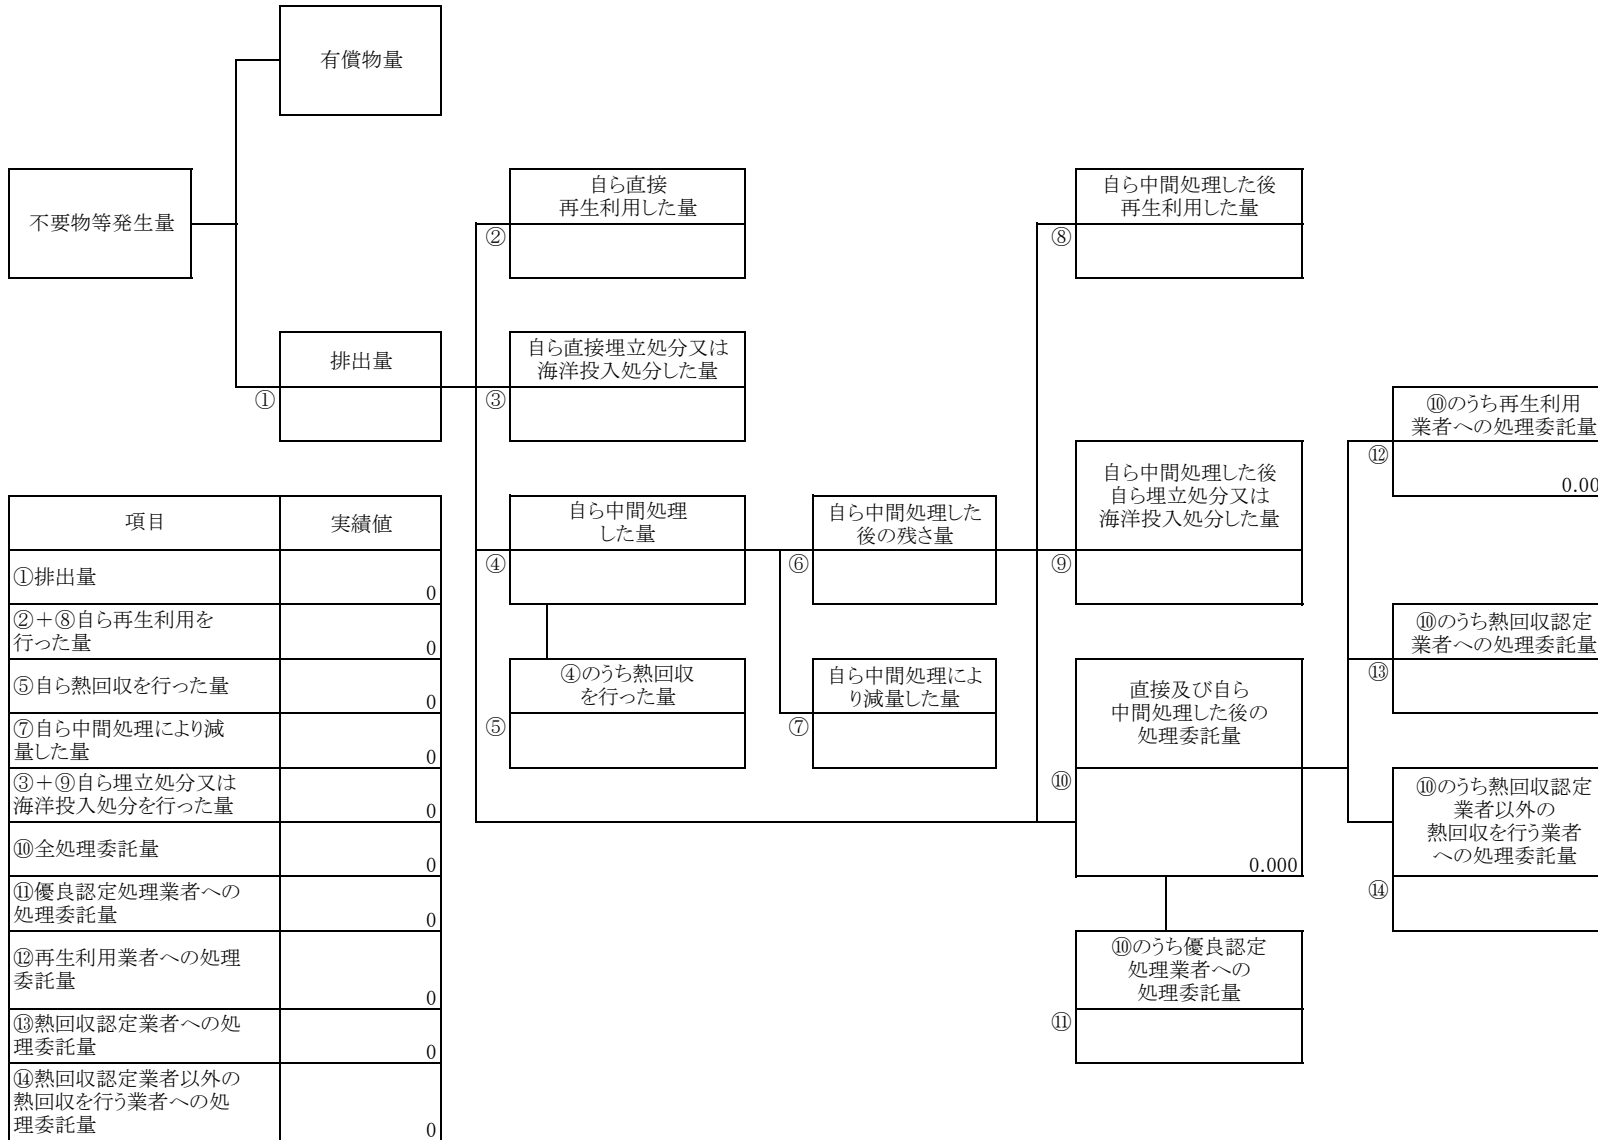 有償物量
不要物等発生量
自ら直接
再生利用した量
②
自ら中間処理した後
再生利用した量
⑧
排出量
①
自ら直接埋立処分又は
海洋投入処分した量
③
⑩のうち再生利用
業者への処理委託量
⑫
0.00
自ら中間処理
した量
④
自ら中間処理した
後の残さ量
⑥
自ら中間処理した後
自ら埋立処分又は
海洋投入処分した量
⑨
⑩のうち熱回収認定
業者への処理委託量
⑬
④のうち熱回収
を行った量
⑤
自ら中間処理によ
り減量した量
⑦
直接及び自ら
中間処理した後の
処理委託量
⑩
0.000
⑩のうち熱回収認定
業者以外の
熱回収を行う業者
への処理委託量
⑭
⑩のうち優良認定
処理業者への
処理委託量
⑪
項目 実績値
①排出量
0
②+⑧自ら再生利用を
行った量 0
⑤自ら熱回収を行った量
0
⑦自ら中間処理により減
量した量 0
③+⑨自ら埋立処分又は
海洋投入処分を行った量 0
⑩全処理委託量
0
⑪優良認定処理業者への
処理委託量 0
⑫再生利用業者への処理
委託量
0
⑬熱回収認定業者への処
理委託量 0
⑭熱回収認定業者以外の
熱回収を行う業者への処
理委託量 0